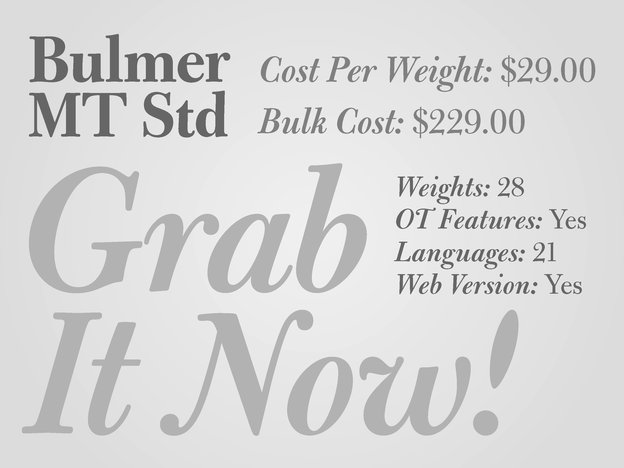 Bulmer
MT Std
Cost Per Weight: $29.00
Bulk Cost: $229.00
Grab
It Now!
Weights: 28
OT Features: Yes
Languages: 21
Web Version: Yes